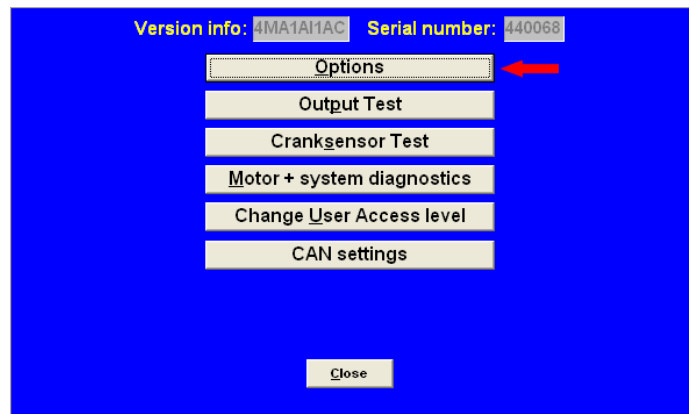 Version info: 4MA1AI1AC Serial number: 440068
Options
Output Test
Cranksensor Test
Motor + system diagnostics
Change User Access level
CAN settings
Close